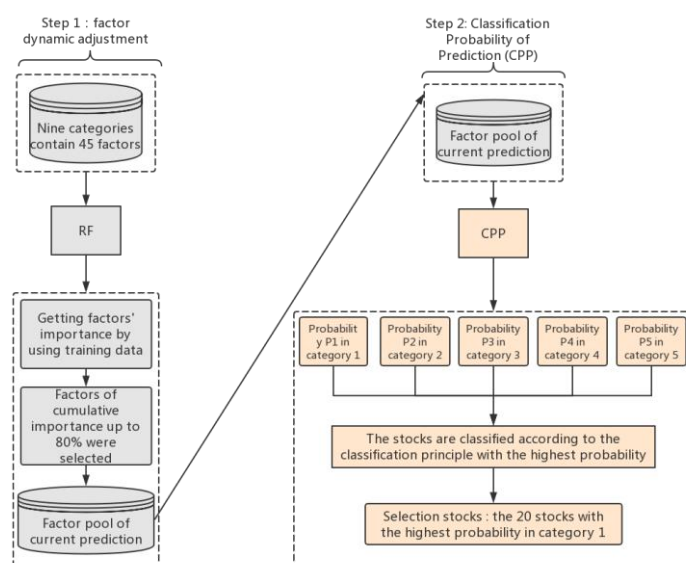 Step 1 : factor
dynamic adjustment
Nine categories
contain 45 factors
RF
Getting factors'
importance by
using training data
Factors of
cumulative
importance up to
80% were
selected
Factor pool of
current prediction
Step 2: Classification
Probability of
Prediction (CPP)
Factor pool of
current prediction
CPP
Probabilit
y P1 in
category 1
Probability
P2 in
category 2
Probability
P3 in
category 3
Probability
P4 in
category 4
Probability
P5 in
category 5
The stocks are classified according to the
classification principle with the highest probability
Selection stocks : the 20 stocks with
the highest probability in category 1